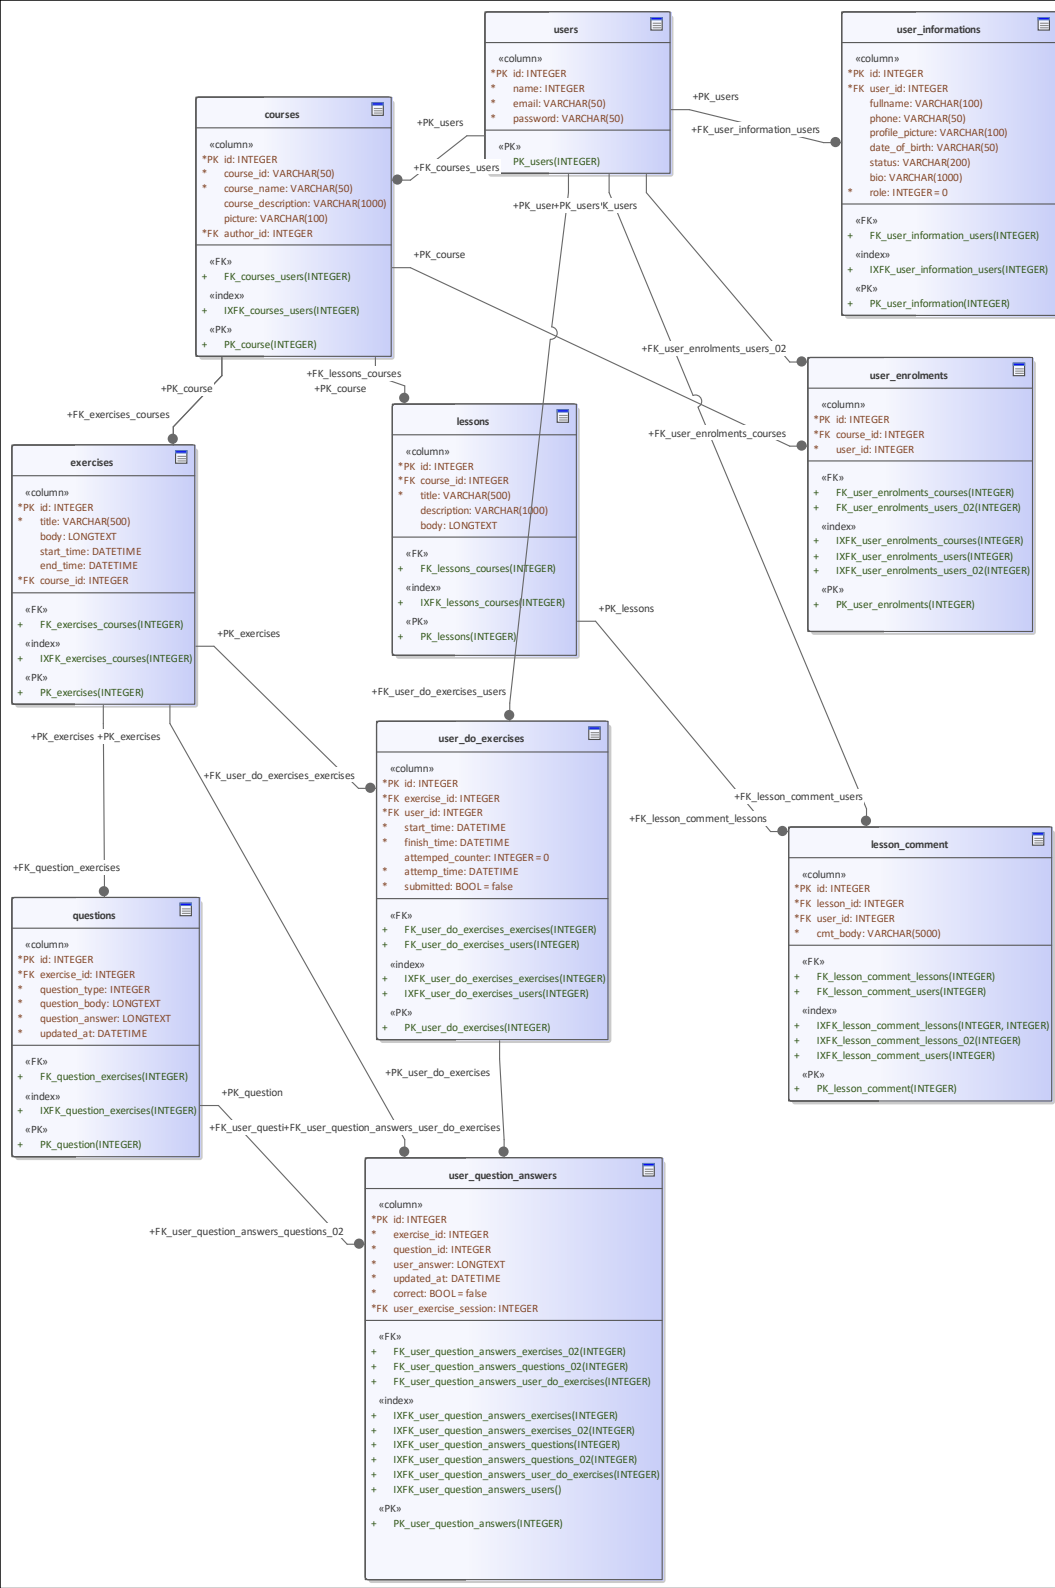 users
«column»
*PK id: INTEGER
* name: INTEGER
* email: VARCHAR(50)
* password: VARCHAR(50)
«PK»
+ PK_users(INTEGER)
user_informations
«column»
*PK id: INTEGER
*FK user_id: INTEGER
fullname: VARCHAR(100)
phone: VARCHAR(50)
profile_picture: VARCHAR(100)
date_of_birth: VARCHAR(50)
status: VARCHAR(200)
bio: VARCHAR(1000)
* role: INTEGER = 0
«FK»
+ FK_user_information_users(INTEGER)
«index»
+ IXFK_user_information_users(INTEGER)
«PK»
+ PK_user_information(INTEGER)
+PK_users
+FK_user_information_users
+PK_users
+FK_courses_users
courses
«column»
*PK id: INTEGER
* course_id: VARCHAR(50)
* course_name: VARCHAR(50)
course_description: VARCHAR(1000)
picture: VARCHAR(100)
*FK author_id: INTEGER
«FK»
+ FK_courses_users(INTEGER)
«index»
+ IXFK_courses_users(INTEGER)
«PK»
+ PK_course(INTEGER)
+PK_user+PK_users'K_users
+PK_course
+FK_user_enrolments_users_02
+FK_user_enrolments_courses
user_enrolments
«column»
*PK id: INTEGER
*FK course_id: INTEGER
* user_id: INTEGER
«FK»
+ FK_user_enrolments_courses(INTEGER)
+ FK_user_enrolments_users_02(INTEGER)
«index»
+ IXFK_user_enrolments_courses(INTEGER)
+ IXFK_user_enrolments_users(INTEGER)
+ IXFK_user_enrolments_users_02(INTEGER)
«PK»
+ PK_user_enrolments(INTEGER)
+FK_lessons_courses
+PK_course
+PK_course
+FK_exercises_courses
lessons
«column»
*PK id: INTEGER
*FK course_id: INTEGER
* title: VARCHAR(500)
description: VARCHAR(1000)
body: LONGTEXT
«FK»
+ FK_lessons_courses(INTEGER)
«index»
+ IXFK_lessons_courses(INTEGER)
«PK»
+ PK_lessons(INTEGER)
exercises
«column»
*PK id: INTEGER
* title: VARCHAR(500)
body: LONGTEXT
start_time: DATETIME
end_time: DATETIME
*FK course_id: INTEGER
«FK»
+ FK_exercises_courses(INTEGER)
«index»
+ IXFK_exercises_courses(INTEGER)
«PK»
+ PK_exercises(INTEGER)
+PK_lessons
+PK_exercises
+FK_user_do_exercises_users
+PK_exercises +PK_exercises
+FK_user_do_exercises_exercises
user_do_exercises
«column»
*PK id: INTEGER
*FK exercise_id: INTEGER
*FK user_id: INTEGER
* start_time: DATETIME
* finish_time: DATETIME
attemped_counter: INTEGER = 0
* attemp_time: DATETIME
* submitted: BOOL = false
«FK»
+ FK_user_do_exercises_exercises(INTEGER)
+ FK_user_do_exercises_users(INTEGER)
«index»
+ IXFK_user_do_exercises_exercises(INTEGER)
+ IXFK_user_do_exercises_users(INTEGER)
«PK»
+ PK_user_do_exercises(INTEGER)
+FK_lesson_comment_users
+FK_lesson_comment_lessons
lesson_comment
«column»
*PK id: INTEGER
*FK lesson_id: INTEGER
*FK user_id: INTEGER
* cmt_body: VARCHAR(5000)
«FK»
+ FK_lesson_comment_lessons(INTEGER)
+ FK_lesson_comment_users(INTEGER)
«index»
+ IXFK_lesson_comment_lessons(INTEGER, INTEGER)
+ IXFK_lesson_comment_lessons_02(INTEGER)
+ IXFK_lesson_comment_users(INTEGER)
«PK»
+ PK_lesson_comment(INTEGER)
+FK_question_exercises
questions
«column»
*PK id: INTEGER
*FK exercise_id: INTEGER
* question_type: INTEGER
* question_body: LONGTEXT
* question_answer: LONGTEXT
* updated_at: DATETIME
«FK»
+ FK_question_exercises(INTEGER)
«index»
+ IXFK_question_exercises(INTEGER)
«PK»
+ PK_question(INTEGER)
+PK_user_do_exercises
+PK_question
+FK_user_questi+FK_user_question_answers_user_do_exercises
+FK_user_question_answers_questions_02
user_question_answers
«column»
*PK id: INTEGER
* exercise_id: INTEGER
* question_id: INTEGER
* user_answer: LONGTEXT
* updated_at: DATETIME
* correct: BOOL = false
*FK user_exercise_session: INTEGER
«FK»
+ FK_user_question_answers_exercises_02(INTEGER)
+ FK_user_question_answers_questions_02(INTEGER)
+ FK_user_question_answers_user_do_exercises(INTEGER)
«index»
+ IXFK_user_question_answers_exercises(INTEGER)
+ IXFK_user_question_answers_exercises_02(INTEGER)
+ IXFK_user_question_answers_questions(INTEGER)
+ IXFK_user_question_answers_questions_02(INTEGER)
+ IXFK_user_question_answers_user_do_exercises(INTEGER)
+ IXFK_user_question_answers_users()
«PK»
+ PK_user_question_answers(INTEGER)